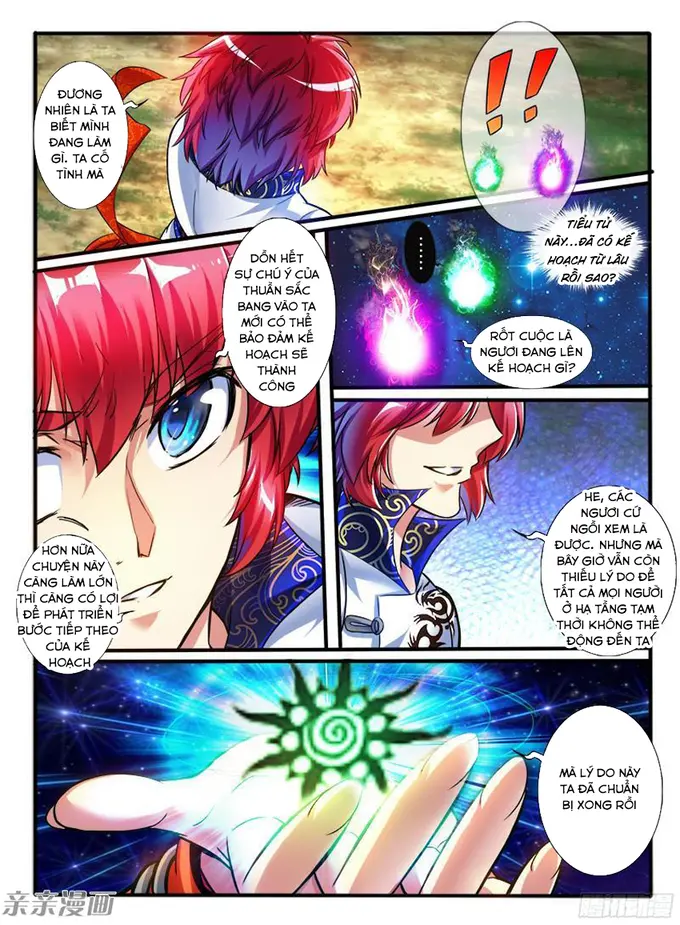 ĐƯƠNG
NHIÊN LÀ TA
BIẾT MÌNH
ĐANG LÀM
GÌ. TA CỐ
TÌNH MÀ
!!
TIỂU TỬ
NÀY...ĐÃ CÓ KẾ
HOẠCH TỪ LÂU
RỒI SAO?
......
RỐT CUỘC LÀ
NGƯƠI ĐANG LÊN
KẾ HOẠCH GÌ?
DỒN HẾT
SỰ CHÚ Ý CỦA
THUẦN SẮC
BANG VÀO TA
MỚI CÓ THỂ
BẢO ĐẢM KẾ
HOẠCH SẼ
THÀNH
CÔNG
HƠN NỮA
CHUYỆN NÀY
CÀNG LÀM LỚN
THÌ CÀNG CÓ LỢI
ĐỂ PHÁT TRIỂN
BƯỚC TIẾP THEO
CỦA KẾ
HOẠCH
HE, CÁC
NGƯƠI CỨ
NGỒI XEM LÀ
ĐƯỢC. NHƯNG MÀ
BÂY GIỜ VẪN CÒN
THIẾU LÝ DO ĐỂ
TẤT CẢ MỌI NGƯỜI
Ở HẠ TẦNG TẠM
THỜI KHÔNG THỂ
ĐỘNG ĐẾN TA
MÀ LÝ DO NÀY
TA ĐÃ CHUẨN
BỊ XONG RỒI
亲亲漫画
腾讯动漫